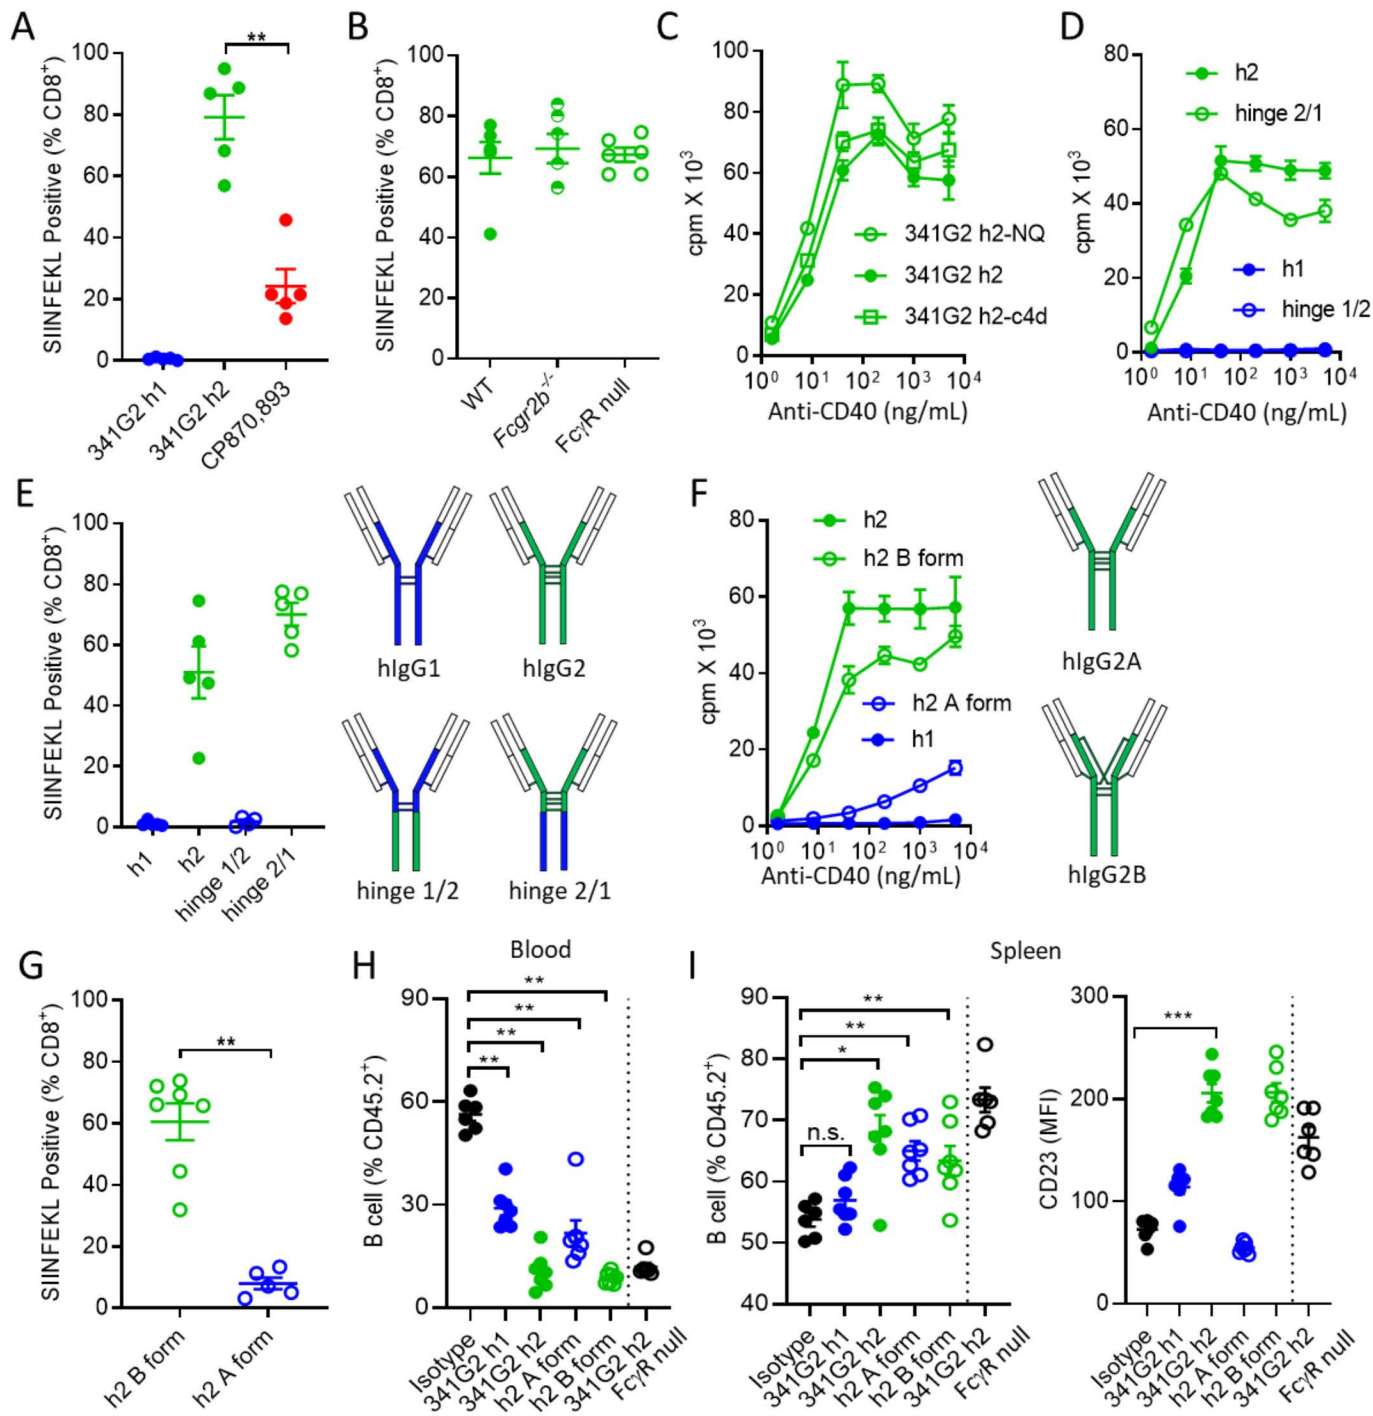 A
SIINFEKL Positive (% CD8+)
100
80
60
40
20
0
**
341G2 h1
341G2 h2
CP870,893
B
SIINFEKL Positive (% CD8+)
100
80
60
40
20
0
WT
Fcgr2b-/-
FcγR null
C
cpm X 10³
100
80
60
40
20
0
341G2 h2-NQ
341G2 h2
341G2 h2-c4d
10⁰ 10¹ 10² 10³ 10⁴
Anti-CD40 (ng/mL)
D
cpm X 10³
80
60
40
20
0
h2
hinge 2/1
h1
hinge 1/2
10⁰ 10¹ 10² 10³ 10⁴
Anti-CD40 (ng/mL)
E
SIINFEKL Positive (% CD8+)
100
80
60
40
20
0
h1
h2
hinge 1/2
hinge 2/1
hIgG1
hIgG2
hinge 1/2
hinge 2/1
F
cpm X 10³
80
60
40
20
0
h2
h2 B form
h2 A form
h1
10⁰ 10¹ 10² 10³ 10⁴
Anti-CD40 (ng/mL)
hIgG2A
hIgG2B
G
SIINFEKL Positive (% CD8+)
100
80
60
40
20
0
**
h2 B form
h2 A form
H
Blood
B cell (% CD45.2+)
90
60
30
0
**
**
**
**
Isotype
341G2 h1
341G2 h2
h2 A form
h2 B form
341G2 h2
FcγR null
I
Spleen
B cell (% CD45.2+)
90
80
70
60
50
40
**
**
*
n.s.
Isotype
341G2 h1
341G2 h2
h2 A form
h2 B form
341G2 h2
FcγR null
CD23 (MFI)
300
200
100
0
***
Isotype
341G2 h1
341G2 h2
h2 A form
h2 B form
341G2 h2
FcγR null